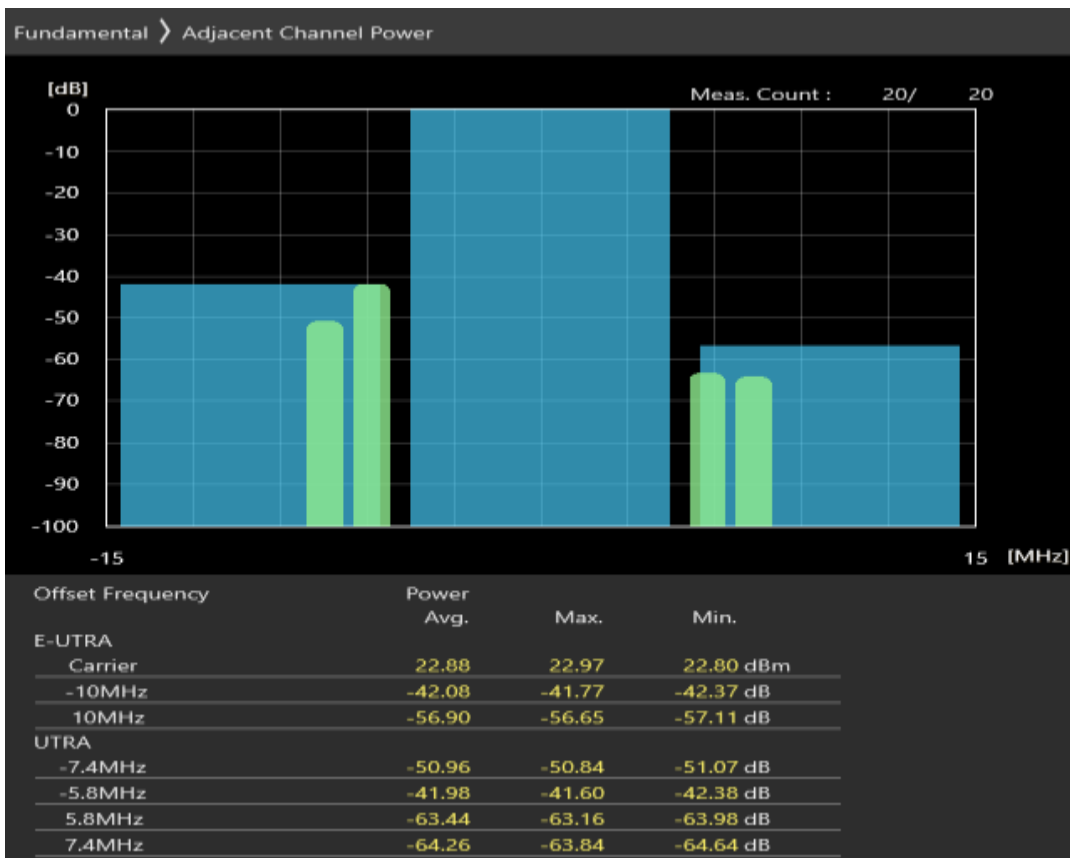 Fundamental 〉 Adjacent Channel Power
[dB]
Meas. Count : 20/ 20
0
-10
-20
-30
-40
-50
-60
-70
-80
-90
-100
-15 15 [MHz]
Offset Frequency Power
Avg. Max. Min.
E-UTRA
Carrier 22.88 22.97 22.80 dBm
-10MHz -42.08 -41.77 -42.37 dB
10MHz -56.90 -56.65 -57.11 dB
UTRA
-7.4MHz -50.96 -50.84 -51.07 dB
-5.8MHz -41.98 -41.60 -42.38 dB
5.8MHz -63.44 -63.16 -63.98 dB
7.4MHz -64.26 -63.84 -64.64 dB